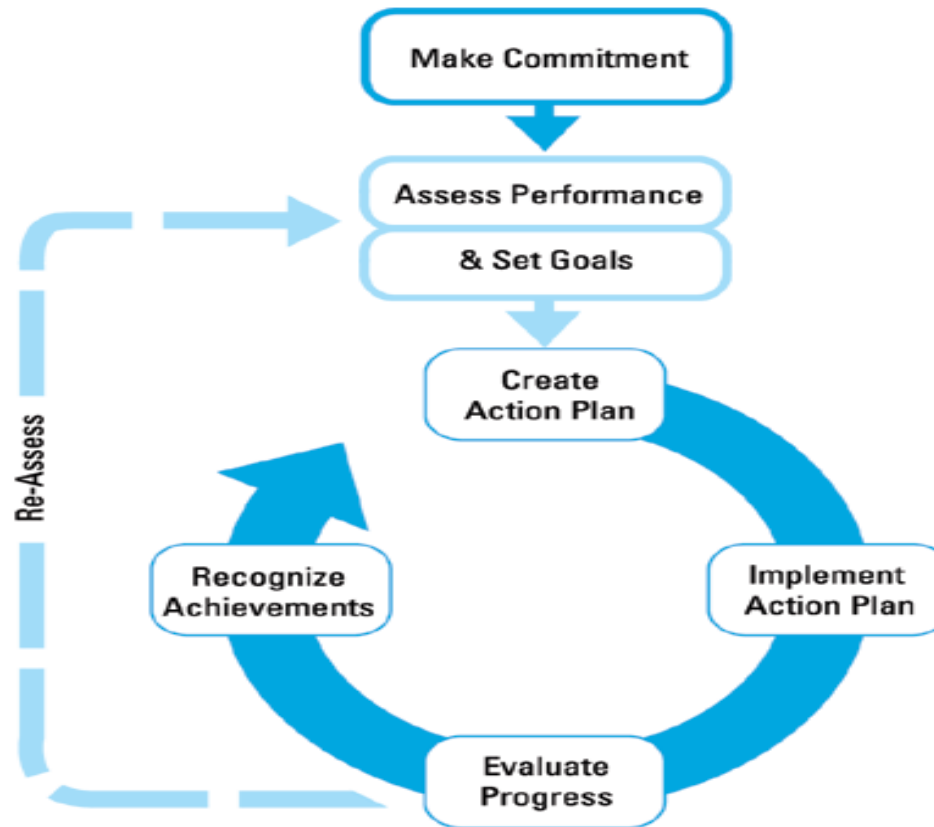 Make Commitment
Assess Performance
& Set Goals
Create
Action Plan
Implement
Action Plan
Evaluate
Progress
Recognize
Achievements
Re-Assess